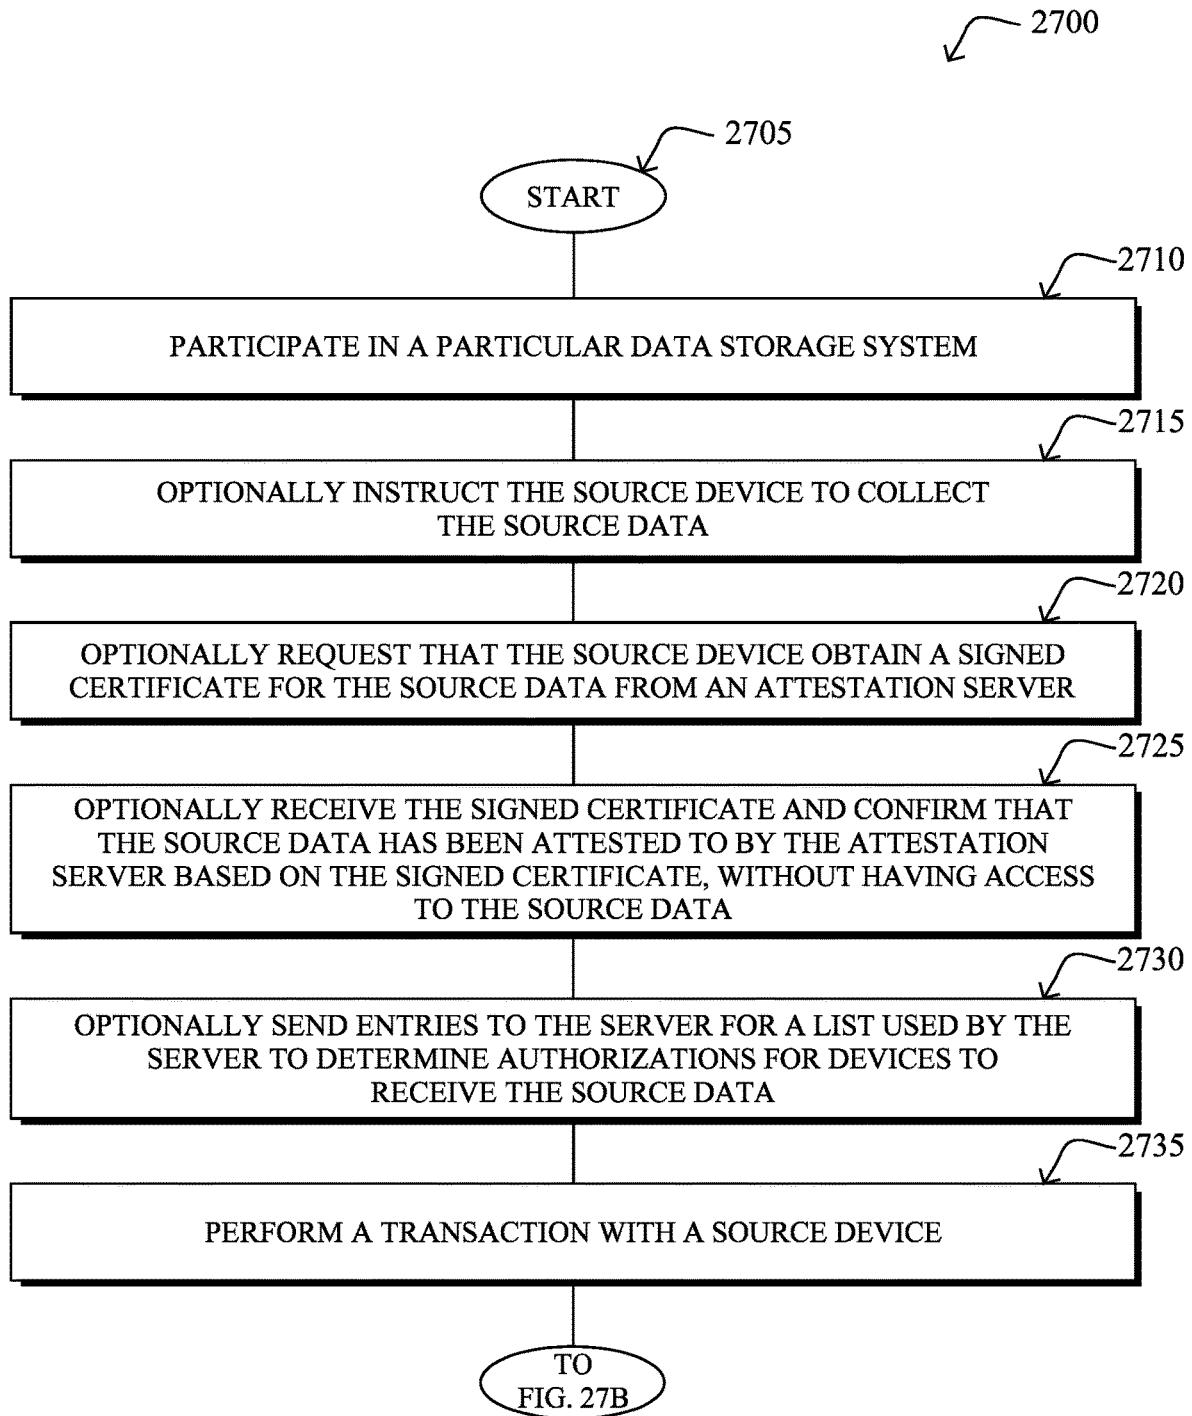 2700
2705
START
2710
PARTICIPATE IN A PARTICULAR DATA STORAGE SYSTEM
2715
OPTIONALLY INSTRUCT THE SOURCE DEVICE TO COLLECT
THE SOURCE DATA
2720
OPTIONALLY REQUEST THAT THE SOURCE DEVICE OBTAIN A SIGNED
CERTIFICATE FOR THE SOURCE DATA FROM AN ATTESTATION SERVER
2725
OPTIONALLY RECEIVE THE SIGNED CERTIFICATE AND CONFIRM THAT
THE SOURCE DATA HAS BEEN ATTESTED TO BY THE ATTESTATION
SERVER BASED ON THE SIGNED CERTIFICATE, WITHOUT HAVING ACCESS
TO THE SOURCE DATA
2730
OPTIONALLY SEND ENTRIES TO THE SERVER FOR A LIST USED BY THE
SERVER TO DETERMINE AUTHORIZATIONS FOR DEVICES TO
RECEIVE THE SOURCE DATA
2735
PERFORM A TRANSACTION WITH A SOURCE DEVICE
TO
FIG. 27B